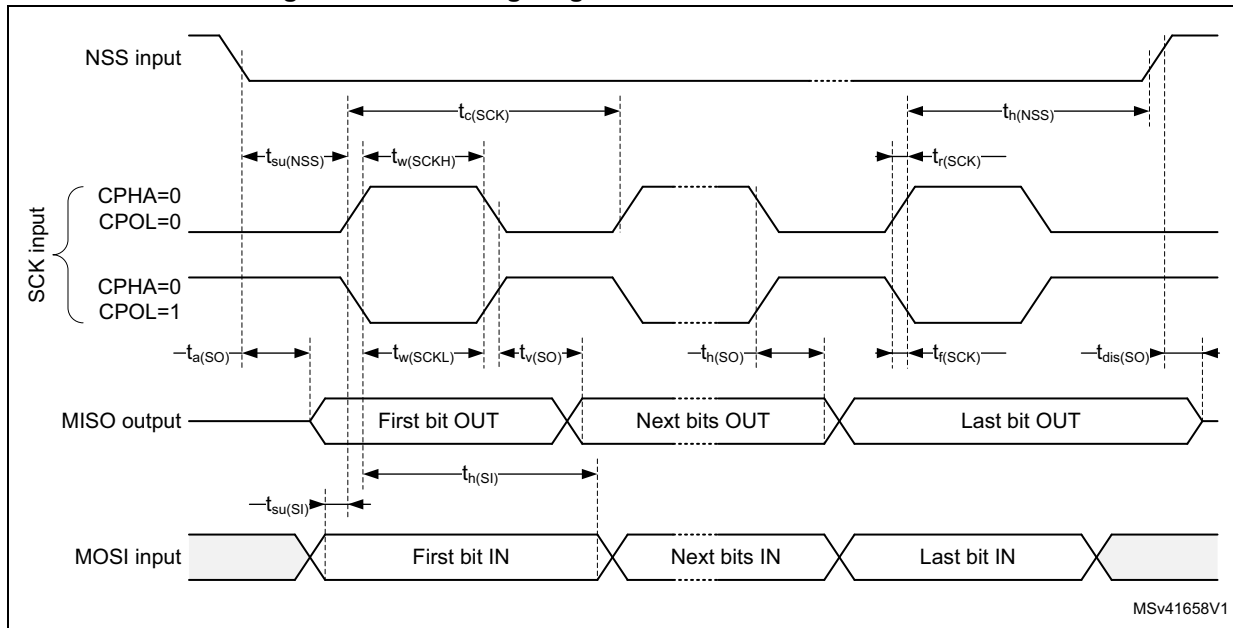 NSS input
tc(SCK)
th(NSS)
tsu(NSS)
tw(SCKH)
tr(SCK)
SCK input
CPHA=0
CPOL=0
CPHA=0
CPOL=1
ta(SO)
tw(SCKL)
tv(SO)
th(SO)
tf(SCK)
tdis(SO)
MISO output
First bit OUT
Next bits OUT
Last bit OUT
th(SI)
tsu(SI)
MOSI input
First bit IN
Next bits IN
Last bit IN
MSv41658V1